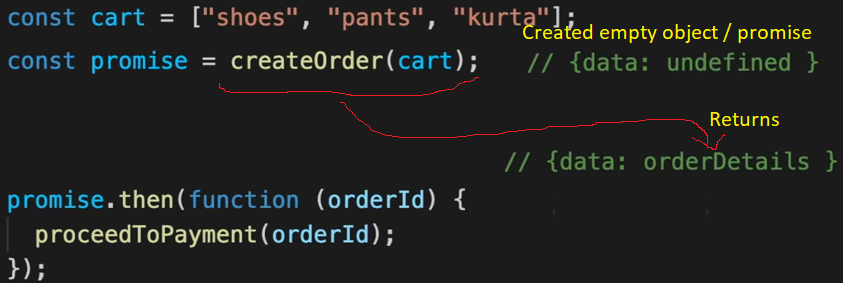 const cart = ["shoes", "pants", "kurta"];
Created empty object / promise
const promise = createOrder(cart); // {data: undefined }
Returns
// {data: orderDetails }
promise.then(function (orderId) {
proceedToPayment(orderId);
});